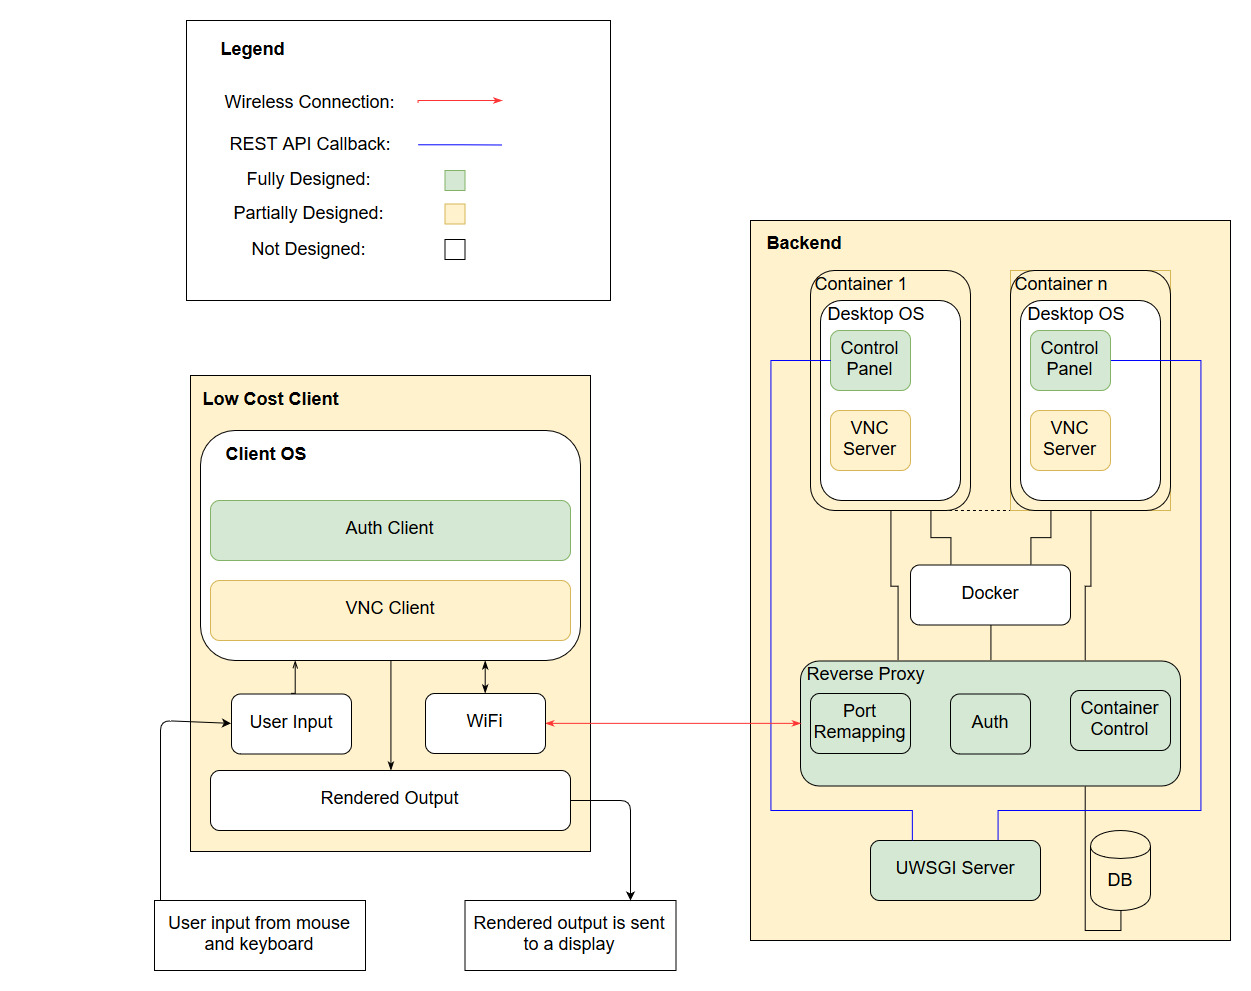 Legend
Wireless Connection:
REST API Callback:
Fully Designed:
Partially Designed:
Not Designed:
Low Cost Client
Client OS
Auth Client
VNC Client
User Input
WiFi
Rendered Output
User input from mouse
and keyboard
Rendered output is sent
to a display
Backend
Container 1
Desktop OS
Control
Panel
VNC
Server
Container n
Desktop OS
Control
Panel
VNC
Server
Docker
Reverse Proxy
Port
Remapping
Auth
Container
Control
UWSGI Server
DB